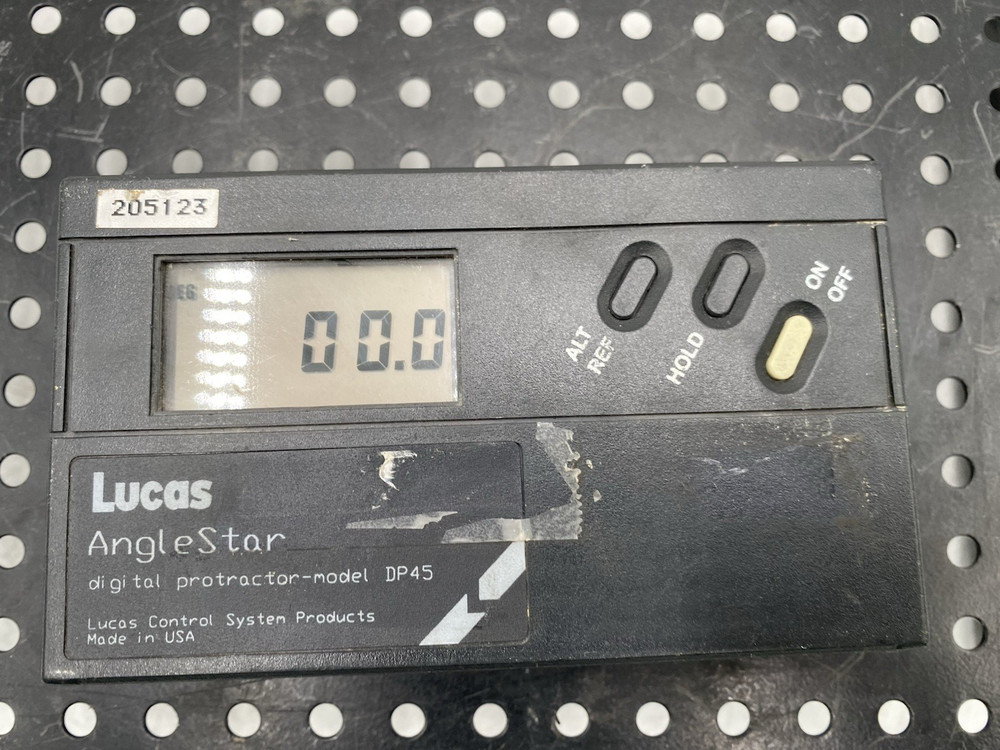 205123
DEG
00.0
ALT
REF
HOLD
ON
OFF
Lucas
AngleStar
digital protractor-model DP45
Lucas Control System Products
Made in USA